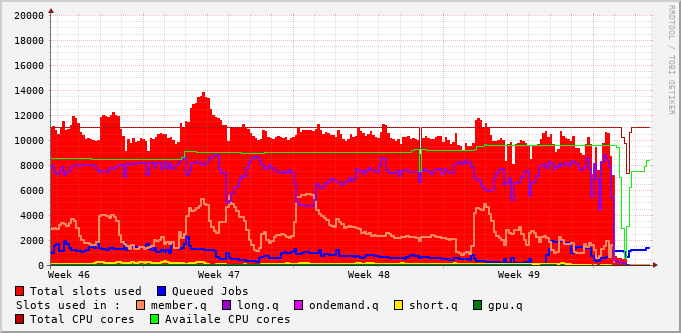 20000
18000
16000
14000
12000
10000
8000
6000
4000
2000
0
Week 46 Week 47 Week 48 Week 49
RRDTOOL / TOBI OETIKER
Total slots used Queued Jobs
Slots used in : member.q long.q ondemand.q short.q gpu.q
Total CPU cores Availale CPU cores